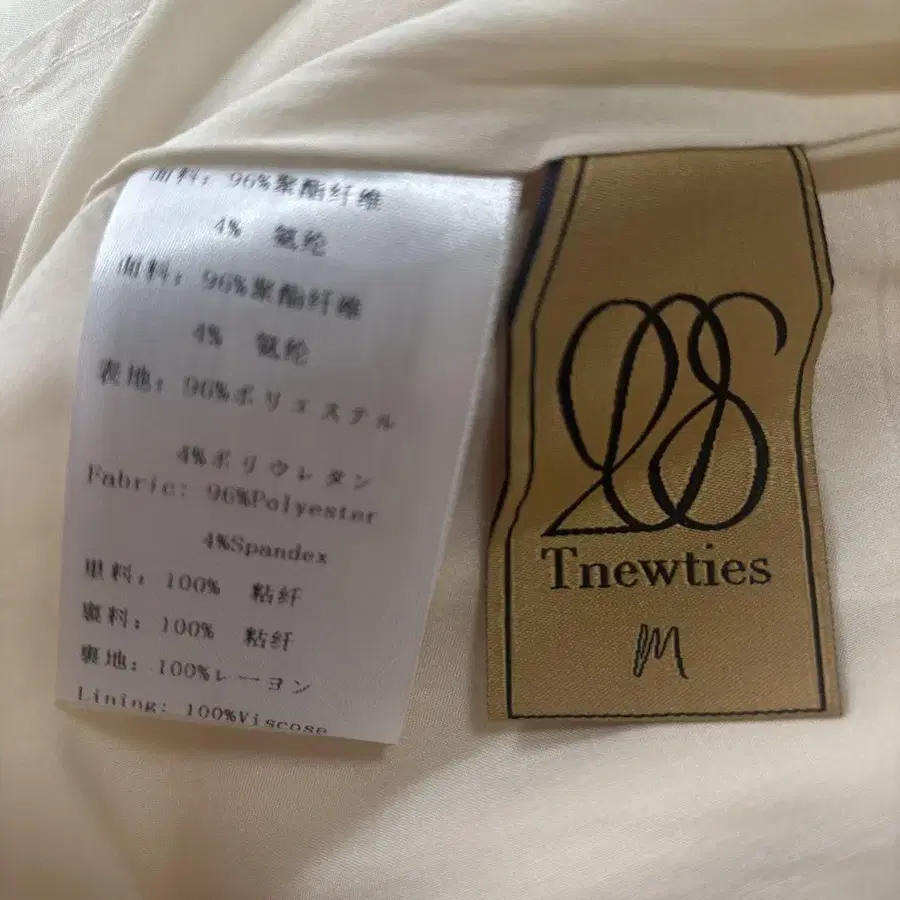 面料: 96%聚酯纤维
4% 氨纶
面料: 96%聚酯纤维
4% 氨纶
表地: 96%ポリエステル
4%ポリウレタン
Fabric: 96%Polyester
4%Spandex
里料: 100% 粘纤
裏料: 100% 粘纤
裏地: 100%レーヨン
Lining: 100%Viscose
Tnewties
M